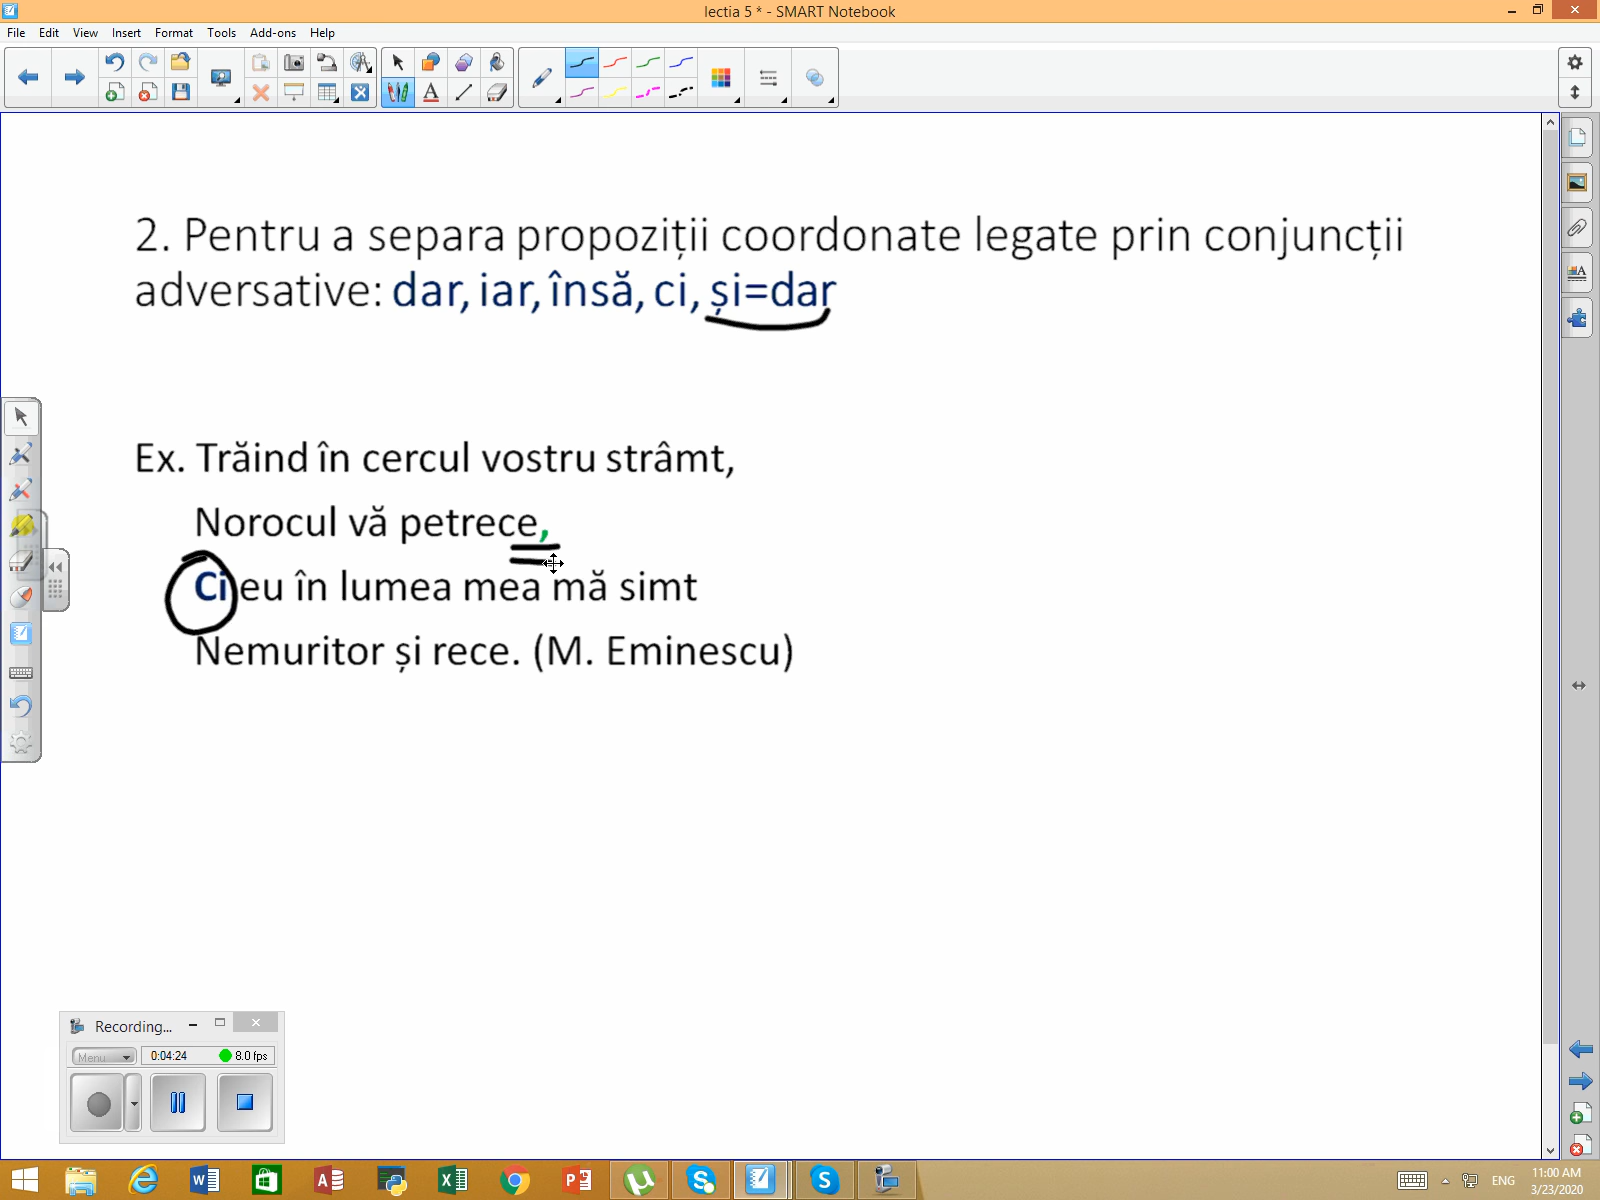 lectia 5 * - SMART Notebook
File Edit View Insert Format Tools Add-ons Help
2. Pentru a separa propoziții coordonate legate prin conjuncții
adversative: dar, iar, însă, ci, și=dar
Ex. Trăind în cercul vostru strâmt,
Norocul vă petrece,
Ci eu în lumea mea mă simt
Nemuritor și rece. (M. Eminescu)
Recording...
Menu 0:04:24 8.0 fps
ENG
11:00 AM
3/23/2020